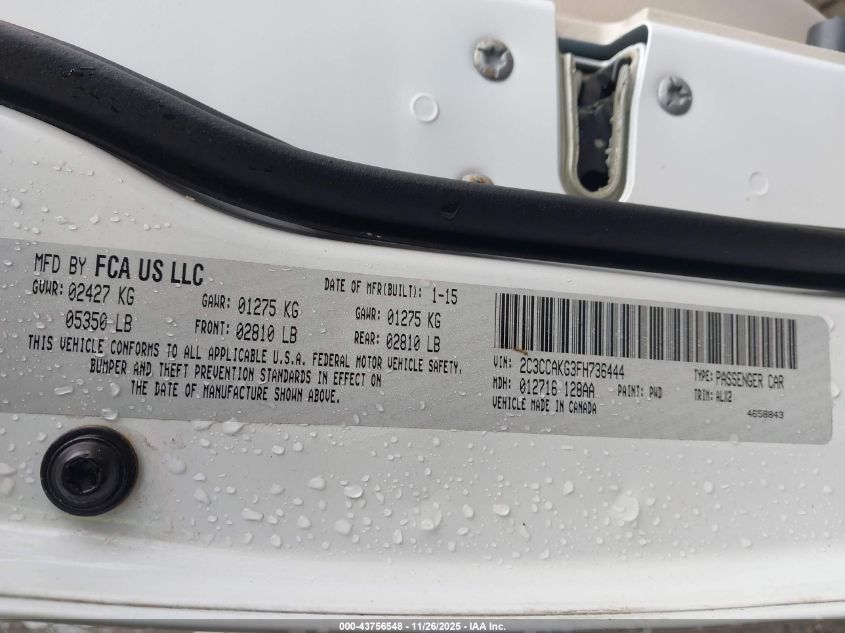 MFD BY FCA US LLC
DATE OF MFR(BUILT): 1-15
GVWR: 02427 KG
GAWR: 01275 KG
GAWR: 01275 KG
05350 LB
FRONT: 02810 LB
REAR: 02810 LB
THIS VEHICLE CONFORMS TO ALL APPLICABLE U.S.A. FEDERAL MOTOR VEHICLE SAFETY,
BUMPER AND THEFT PREVENTION STANDARDS IN EFFECT ON
THE DATE OF MANUFACTURE SHOWN ABOVE.
VIN: 2C3CCAKG3FH736444
TYPE: PASSENGER CAR
MDH: 012716 128AA
PAINT: PWD
TRIM: ALX2
VEHICLE MADE IN CANADA
4658843
000-43756548 - 11/26/2025 - IAA Inc.